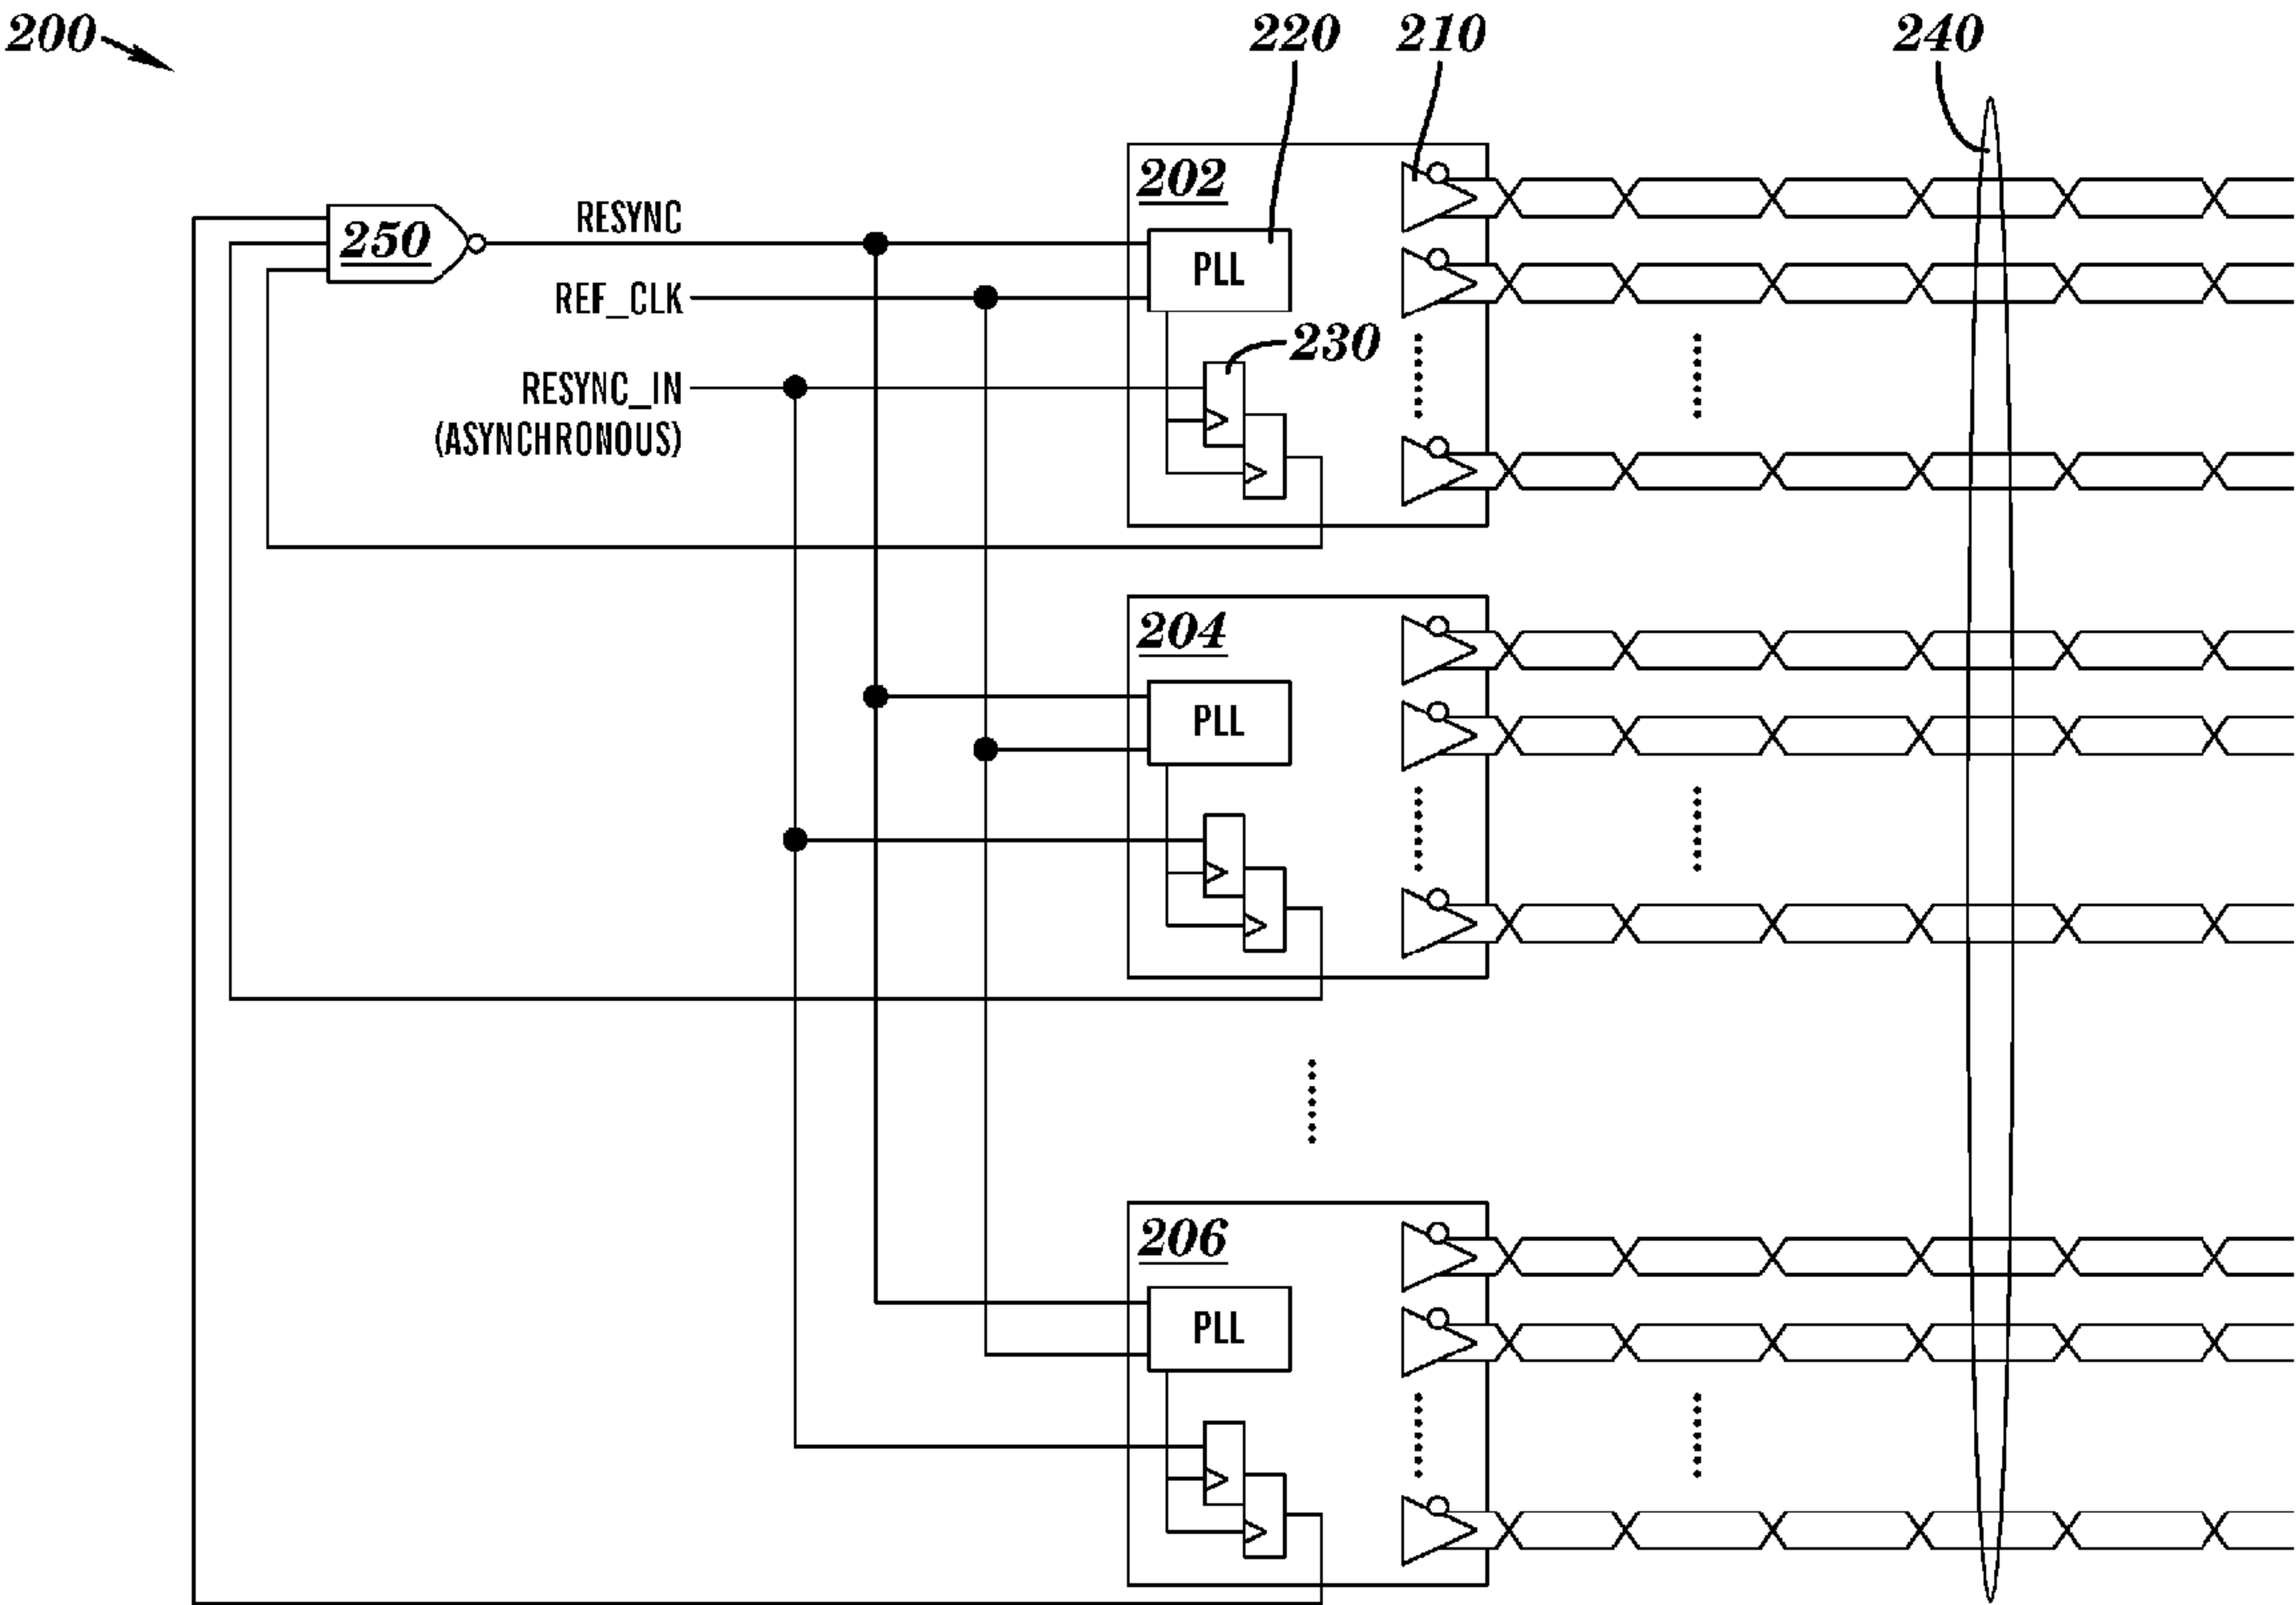 200
220
210
240
202
250
RESYNC
PLL
REF_CLK
230
RESYNC_IN
(ASYNCHRONOUS)
204
PLL
206
PLL